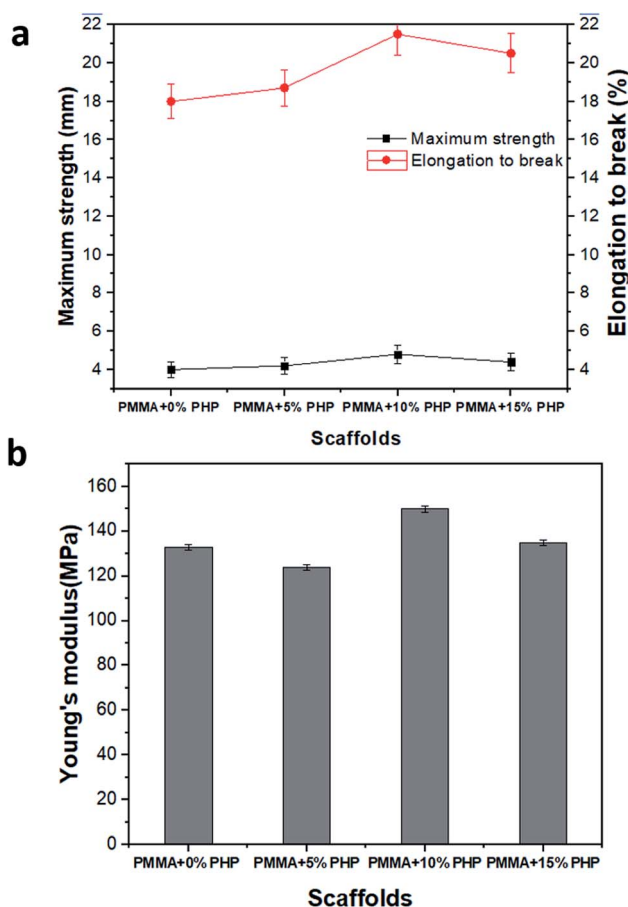 a
22
20
18
16
14
12
10
8
6
4
Maximum strength (mm)
22
20
18
16
14
12
10
8
6
4
Elongation to break (%)
Maximum strength
Elongation to break
PMMA+0% PHP PMMA+5% PHP PMMA+10% PHP PMMA+15% PHP
Scaffolds
b
160
140
120
100
80
60
40
20
0
Young's modulus(MPa)
PMMA+0% PHP PMMA+5% PHP PMMA+10% PHP PMMA+15% PHP
Scaffolds